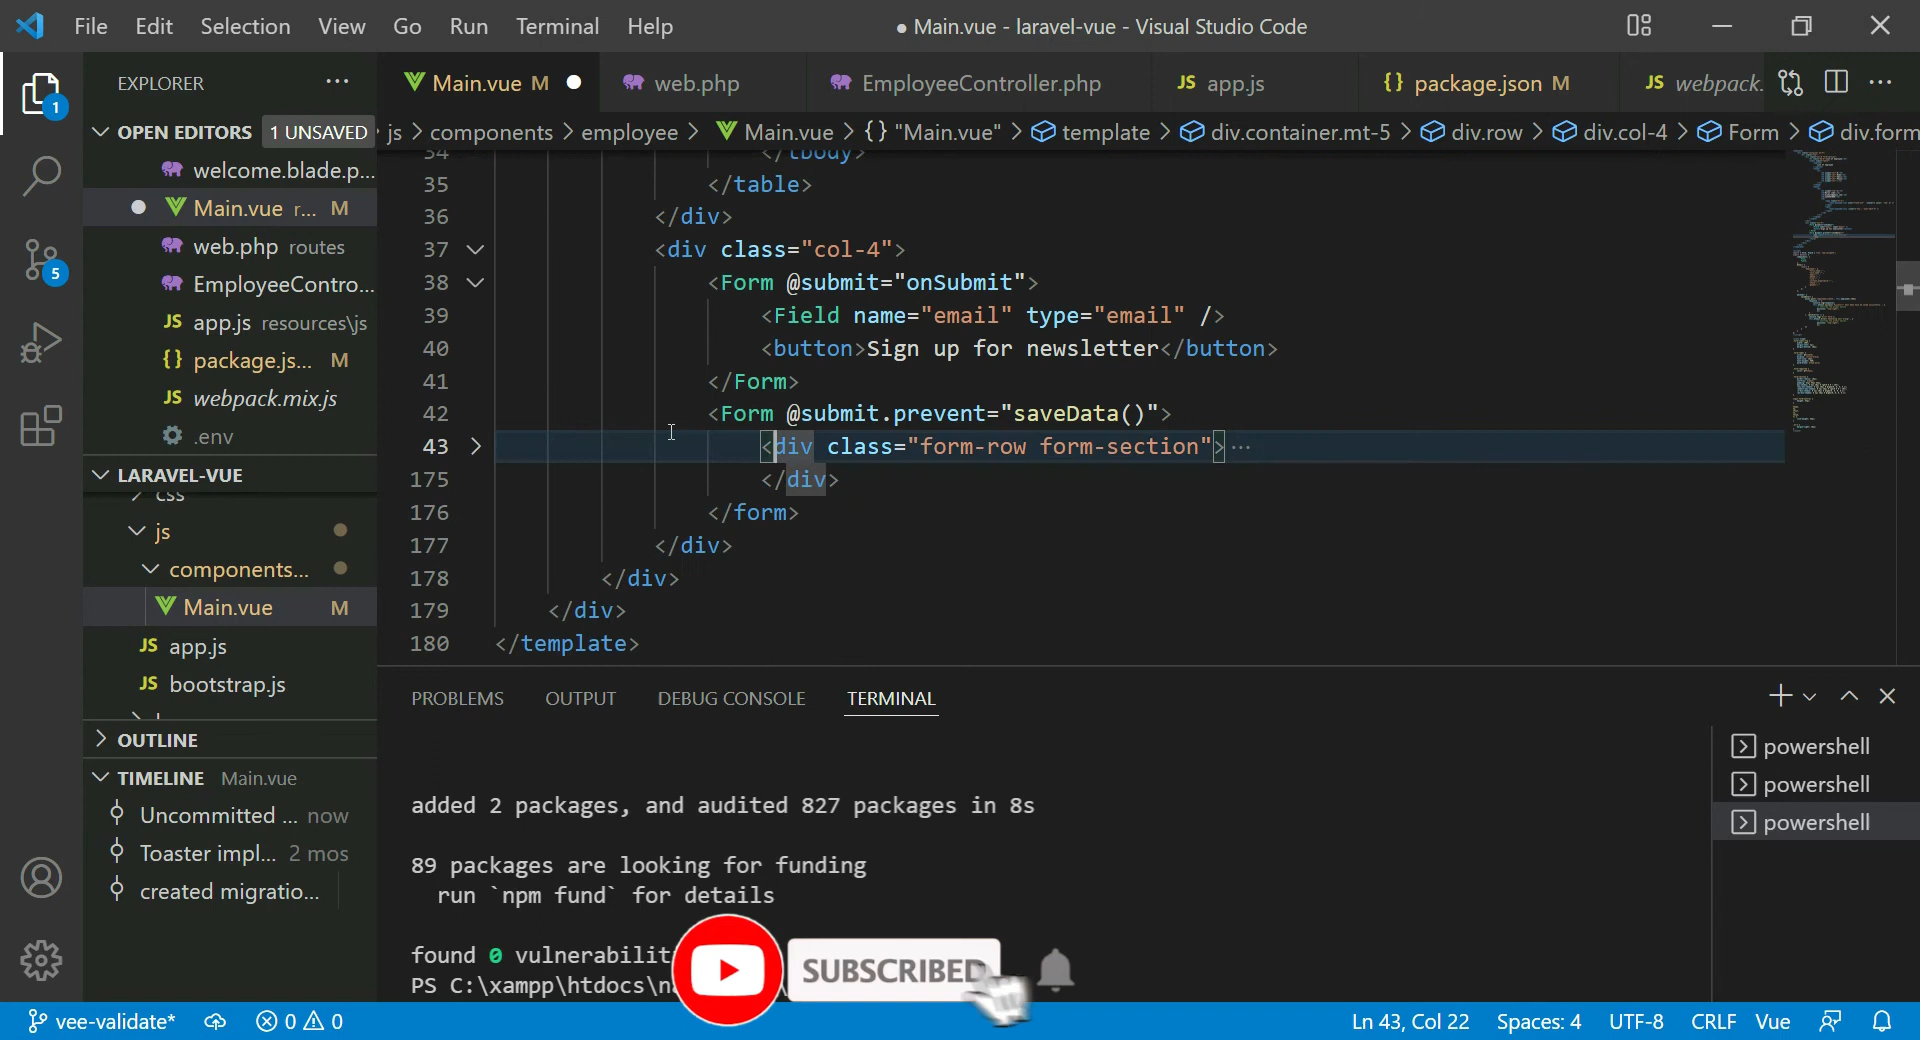 File Edit Selection View Go Run Terminal Help
● Main.vue - laravel-vue - Visual Studio Code
EXPLORER
Main.vue M
web.php
EmployeeController.php
JS app.js
{} package.json M
JS webpack.
OPEN EDITORS 1 UNSAVED
js > components > employee > Main.vue > {} "Main.vue" > template > div.container.mt-5 > div.row > div.col-4 > Form > div.form
welcome.blade.p...
Main.vue r... M
web.php routes
EmployeeContro...
JS app.js resources\js
{} package.js... M
JS webpack.mix.js
.env
LARAVEL-VUE
css
js
components...
Main.vue M
JS app.js
JS bootstrap.js
OUTLINE
TIMELINE Main.vue
Uncommitted ... now
Toaster impl... 2 mos
created migratio...
34 </tbody>
35 </table>
36 </div>
37 <div class="col-4">
38 <Form @submit="onSubmit">
39 <Field name="email" type="email" />
40 <button>Sign up for newsletter</button>
41 </Form>
42 <Form @submit.prevent="saveData()">
43 <div class="form-row form-section">···
175 </div>
176 </form>
177 </div>
178 </div>
179 </div>
180 </template>
PROBLEMS OUTPUT DEBUG CONSOLE TERMINAL
added 2 packages, and audited 827 packages in 8s
89 packages are looking for funding
run `npm fund` for details
found 0 vulnerabiliti
PS C:\xampp\htdocs\n
powershell
powershell
powershell
SUBSCRIBED
1
5
vee-validate* 0 0
Ln 43, Col 22 Spaces: 4 UTF-8 CRLF Vue